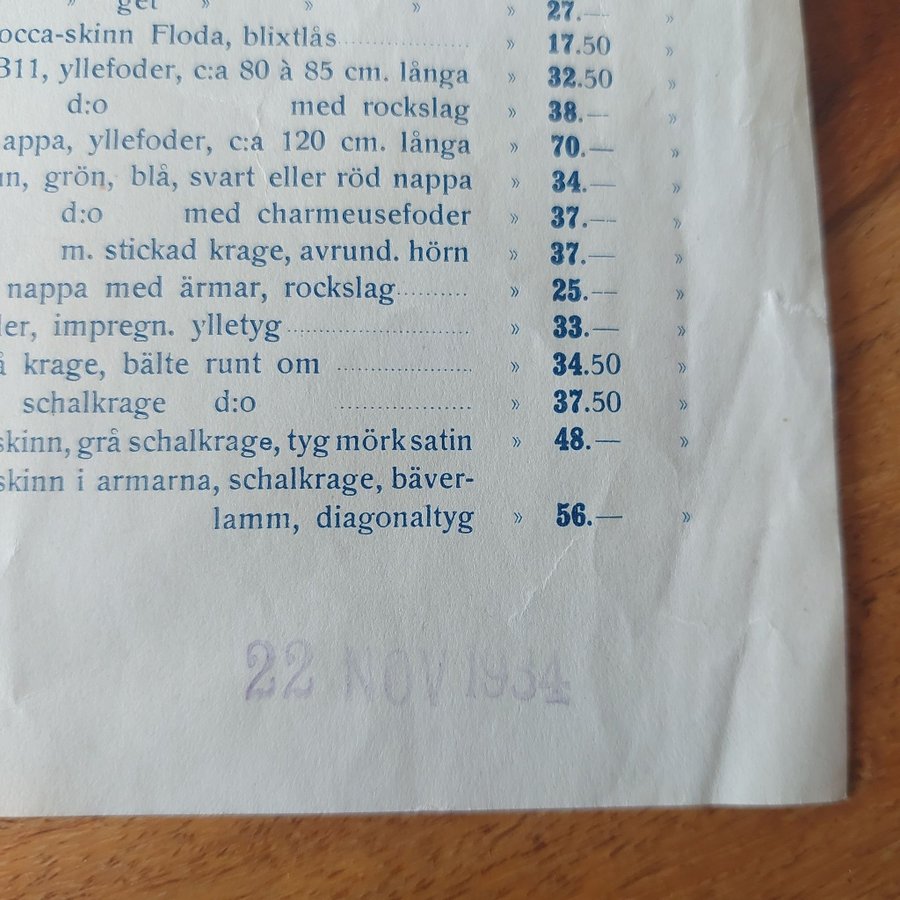 » get » » » » 27.— »
occa-skinn Floda, blixtlås » 17.50 »
B11, yllefoder, c:a 80 à 85 cm. långa » 32.50 »
d:o med rockslag » 38.— »
appa, yllefoder, c:a 120 cm. långa » 70.— »
un, grön, blå, svart eller röd nappa » 34.— »
d:o med charmeusefoder » 37.— »
m. stickad krage, avrund. hörn » 37.— »
nappa med ärmar, rockslag » 25.— »
der, impregn. ylletyg » 33.— »
å krage, bälte runt om » 34.50 »
schalkrage d:o » 37.50 »
skinn, grå schalkrage, tyg mörk satin » 48.— »
skinn i armarna, schalkrage, bäver-
lamm, diagonaltyg » 56.— »
22 NOV 1934